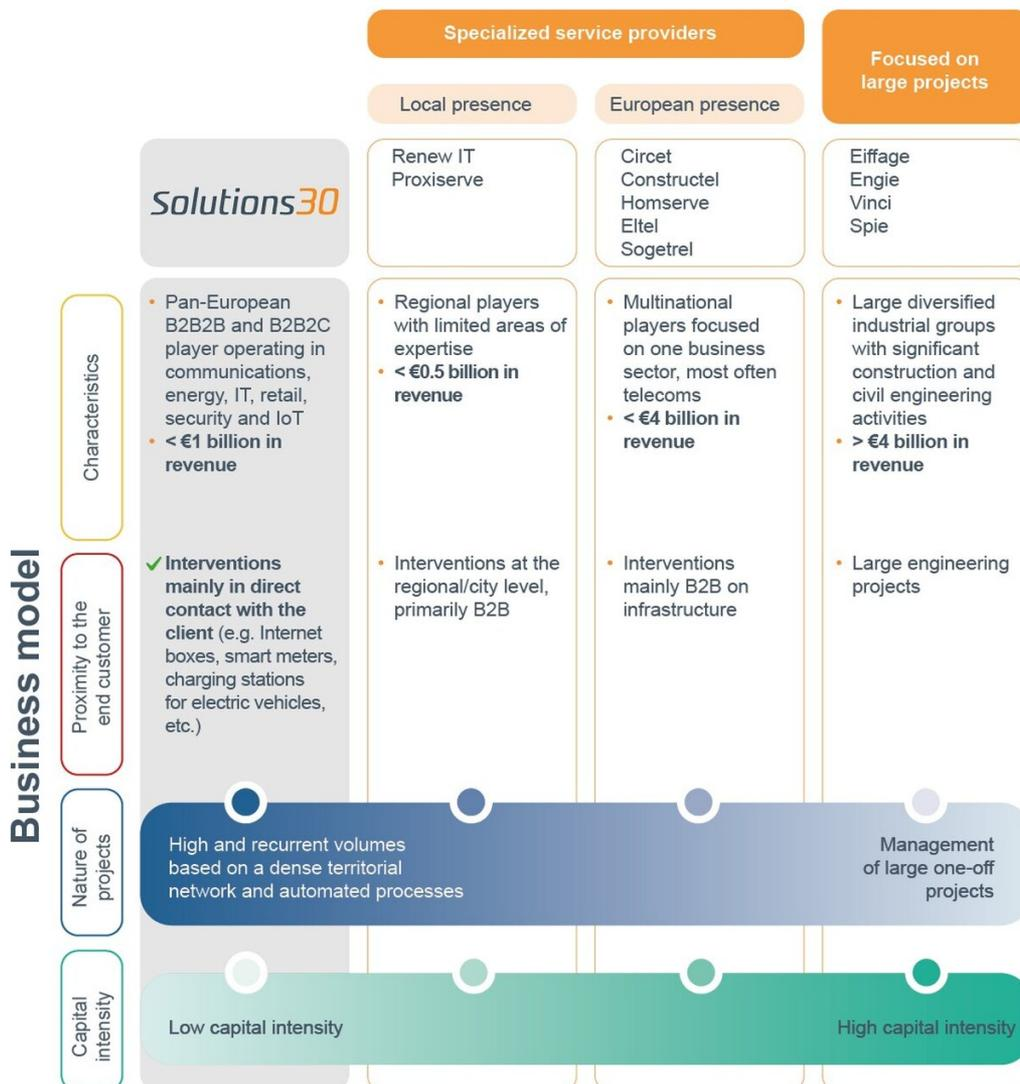 Specialized service providers
Focused on
large projects
Local presence
European presence
Solutions30
Renew IT
Proxiserve
Circet
Constructel
Homserve
Eltel
Sogetrel
Eiffage
Engie
Vinci
Spie
Business model
Characteristics
• Pan-European
B2B2B and B2B2C
player operating in
communications,
energy, IT, retail,
security and IoT
• < €1 billion in
revenue
• Regional players
with limited areas of
expertise
• < €0.5 billion in
revenue
• Multinational
players focused
on one business
sector, most often
telecoms
• < €4 billion in
revenue
• Large diversified
industrial groups
with significant
construction and
civil engineering
activities
• > €4 billion in
revenue
Proximity to the
end customer
✓ Interventions
mainly in direct
contact with the
client (e.g. Internet
boxes, smart meters,
charging stations
for electric vehicles,
etc.)
• Interventions at the
regional/city level,
primarily B2B
• Interventions
mainly B2B on
infrastructure
• Large engineering
projects
Nature of
projects
High and recurrent volumes
based on a dense territorial
network and automated processes
Management
of large one-off
projects
Capital
intensity
Low capital intensity
High capital intensity